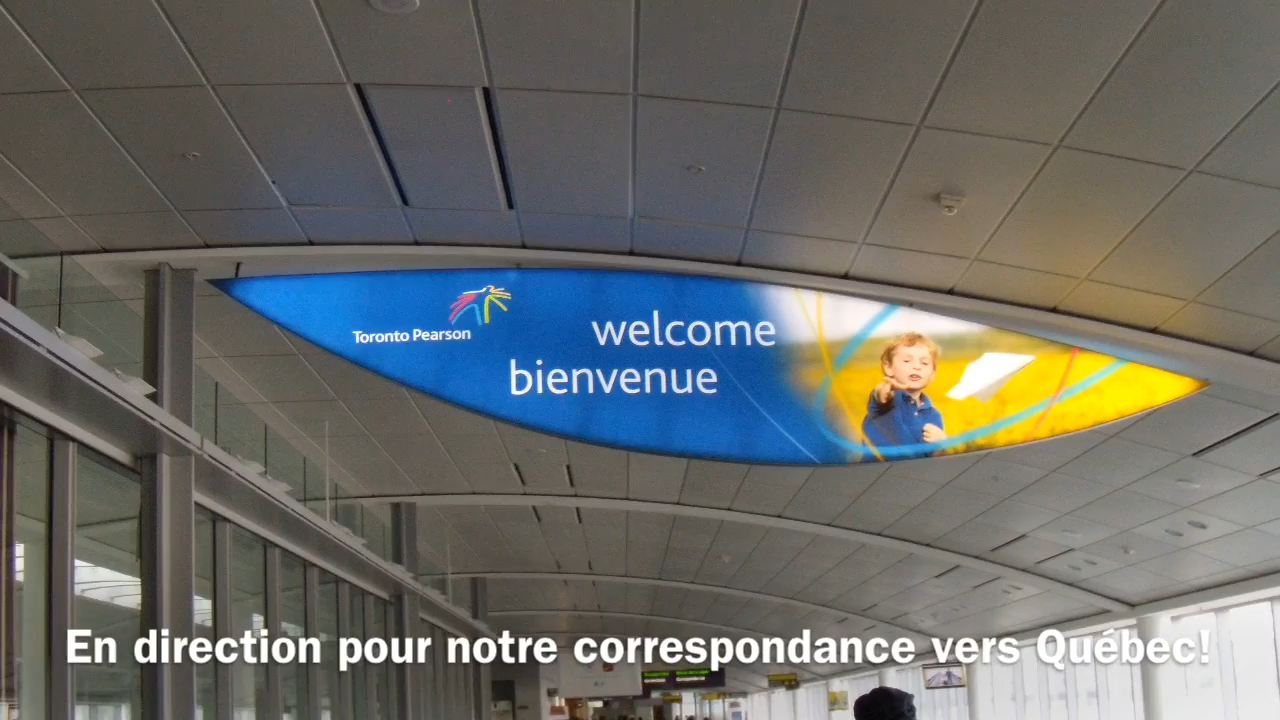 Toronto Pearson
welcome
bienvenue
En direction pour notre correspondance vers Québec!